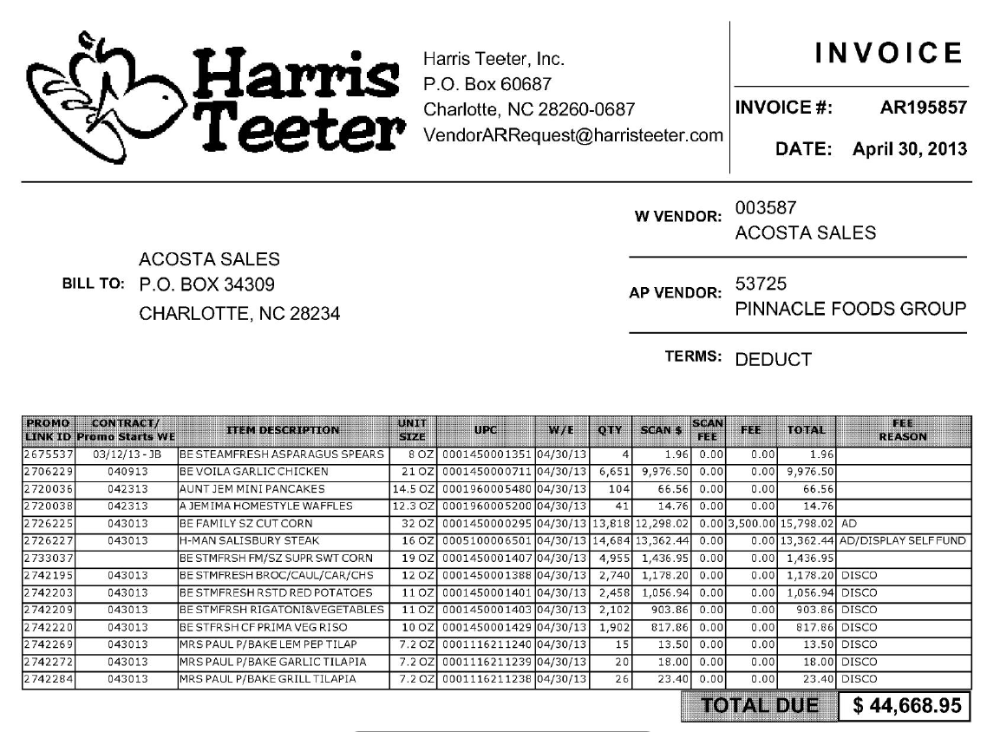 Harris
Teeter
Harris Teeter, Inc.
P.O. Box 60687
Charlotte, NC 28260-0687
VendorARRequest@harristeeter.com
INVOICE
INVOICE #: AR195857
DATE: April 30, 2013
W VENDOR: 003587
ACOSTA SALES
BILL TO: ACOSTA SALES
P.O. BOX 34309
CHARLOTTE, NC 28234
AP VENDOR: 53725
PINNACLE FOODS GROUP
TERMS: DEDUCT
PROMO LINK ID CONTRACT/ Promo Starts WE ITEM DESCRIPTION UNIT SIZE UPC W/E QTY SCAN $ SCAN FEE FEE TOTAL FEE REASON
2675537 03/12/13 - JB BE STEAMFRESH ASPARAGUS SPEARS 8 OZ 0001450001351 04/30/13 4 1.96 0.00 0.00 1.96
2706229 040913 BE VOILA GARLIC CHICKEN 21 OZ 0001450000711 04/30/13 6,651 9,976.50 0.00 0.00 9,976.50
2720036 042313 AUNT JEM MINI PANCAKES 14.5 OZ 0001960005480 04/30/13 104 66.56 0.00 0.00 66.56
2720038 042313 A JEMIMA HOMESTYLE WAFFLES 12.3 OZ 0001960005200 04/30/13 41 14.76 0.00 0.00 14.76
2726225 043013 BE FAMILY SZ CUT CORN 32 OZ 0001450000295 04/30/13 13,818 12,298.02 0.00 3,500.00 15,798.02 AD
2726227 043013 H-MAN SALISBURY STEAK 16 OZ 0005100006501 04/30/13 14,684 13,362.44 0.00 0.00 13,362.44 AD/DISPLAY SELF FUND
2733037 BE STMFRSH FM/SZ SUPR SWT CORN 19 OZ 0001450001407 04/30/13 4,955 1,436.95 0.00 0.00 1,436.95
2742195 043013 BE STMFRESH BROC/CAUL/CAR/CHS 12 OZ 0001450001388 04/30/13 2,740 1,178.20 0.00 0.00 1,178.20 DISCO
2742203 043013 BE STMFRESH RSTD RED POTATOES 11 OZ 0001450001401 04/30/13 2,458 1,056.94 0.00 0.00 1,056.94 DISCO
2742209 043013 BE STMFRSH RIGATONI&VEGETABLES 11 OZ 0001450001403 04/30/13 2,102 903.86 0.00 0.00 903.86 DISCO
2742220 043013 BE STFRSH CF PRIMA VEG RISO 10 OZ 0001450001429 04/30/13 1,902 817.86 0.00 0.00 817.86 DISCO
2742269 043013 MRS PAUL P/BAKE LEM PEP TILAP 7.2 OZ 0001116211240 04/30/13 15 13.50 0.00 0.00 13.50 DISCO
2742272 043013 MRS PAUL P/BAKE GARLIC TILAPIA 7.2 OZ 0001116211239 04/30/13 20 18.00 0.00 0.00 18.00 DISCO
2742284 043013 MRS PAUL P/BAKE GRILL TILAPIA 7.2 OZ 0001116211238 04/30/13 26 23.40 0.00 0.00 23.40 DISCO
TOTAL DUE $ 44,668.95